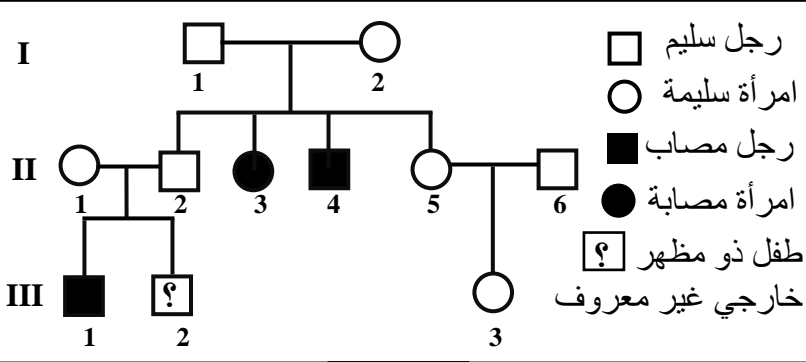 I
1
2
رجل سليم
امرأة سليمة
رجل مصاب
امرأة مصابة
طفل ذو مظهر ؟
خارجي غير معروف
II
1
2
3
4
5
6
III
1
؟
2
3